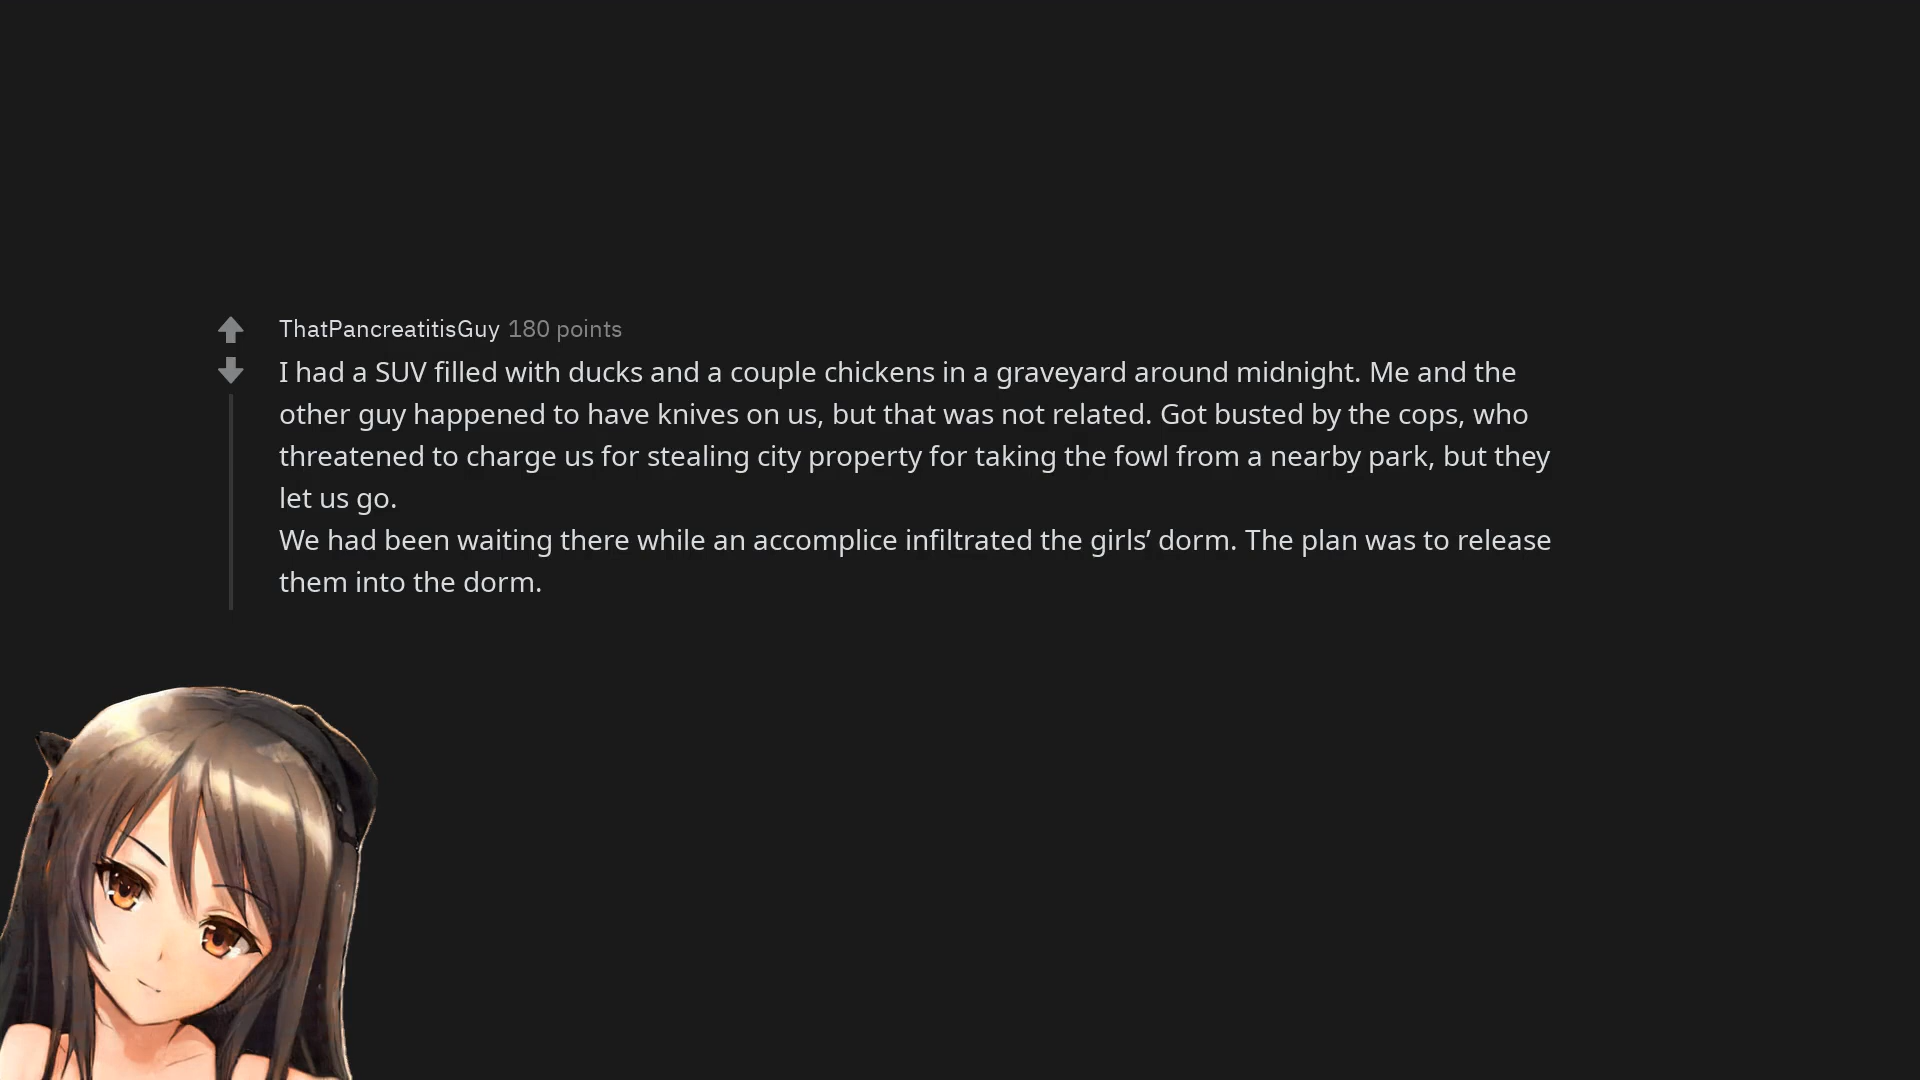 ThatPancreatitisGuy 180 points
I had a SUV filled with ducks and a couple chickens in a graveyard around midnight. Me and the
other guy happened to have knives on us, but that was not related. Got busted by the cops, who
threatened to charge us for stealing city property for taking the fowl from a nearby park, but they
let us go.
We had been waiting there while an accomplice infiltrated the girls’ dorm. The plan was to release
them into the dorm.